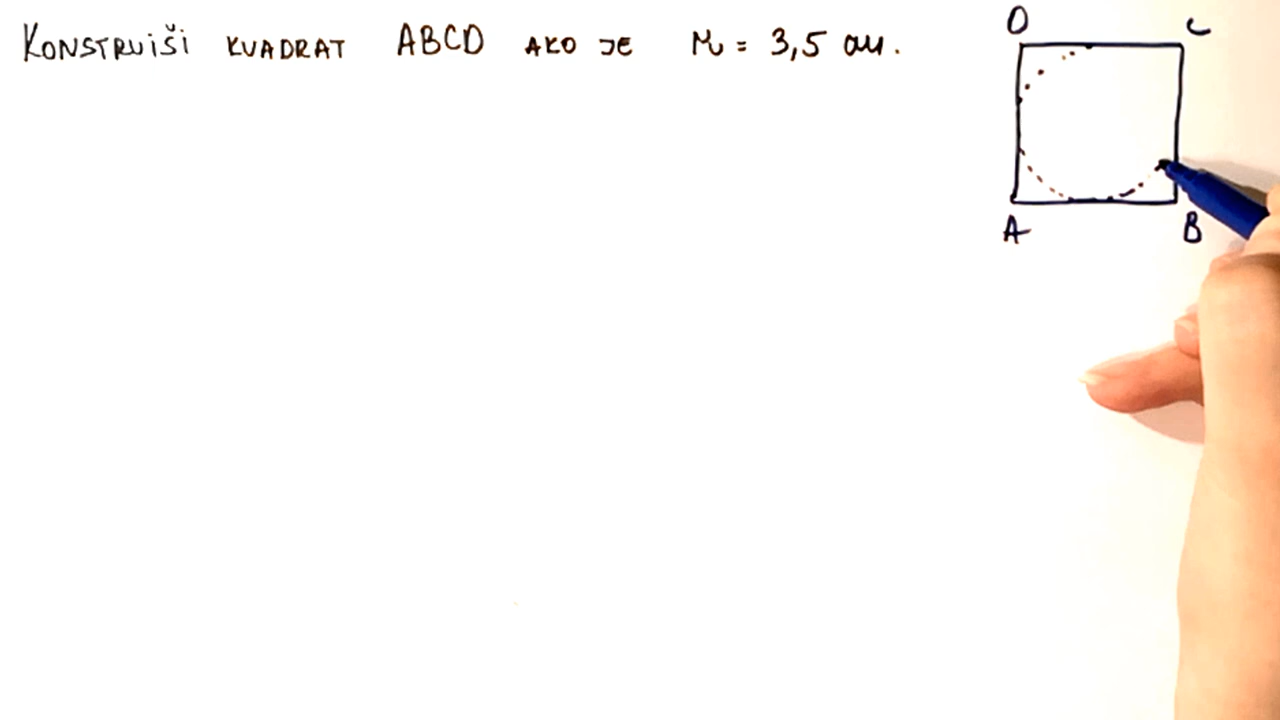 KONSTRUIŠI KVADRAT ABCD AKO JE r = 3,5 cm.
D C
A B